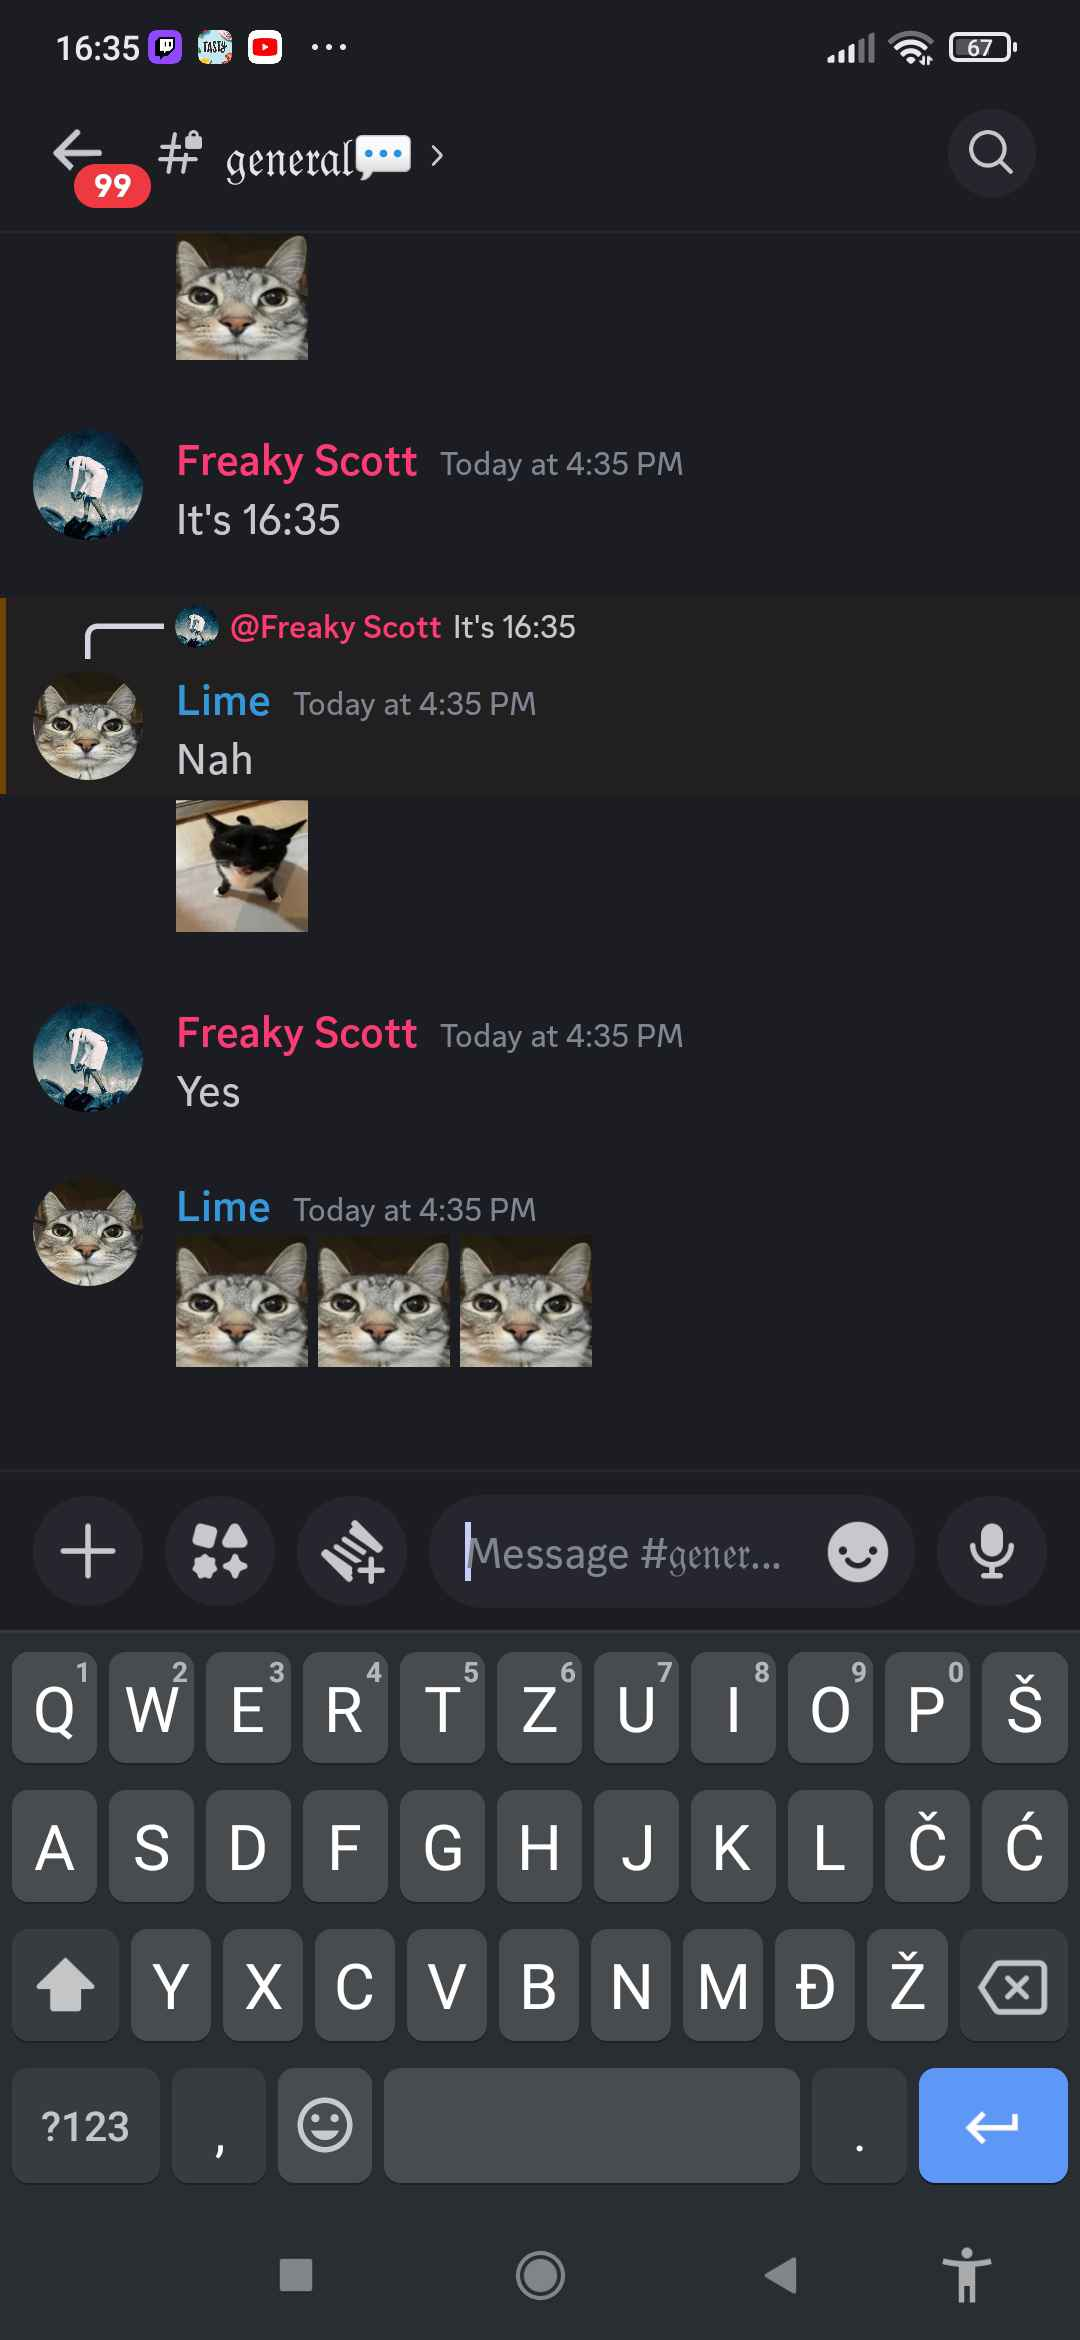 16:35 TASTY 67
99 # 𝔤𝔢𝔫𝔢𝔯𝔞𝔩💬 >
Freaky Scott Today at 4:35 PM
It's 16:35
@Freaky Scott It's 16:35
Lime Today at 4:35 PM
Nah
Freaky Scott Today at 4:35 PM
Yes
Lime Today at 4:35 PM
Message #𝔤𝔢𝔫𝔢𝔯...
1 2 3 4 5 6 7 8 9 0
Q W E R T Z U I O P Š
A S D F G H J K L Č Ć
Y X C V B N M Đ Ž
?123 , .